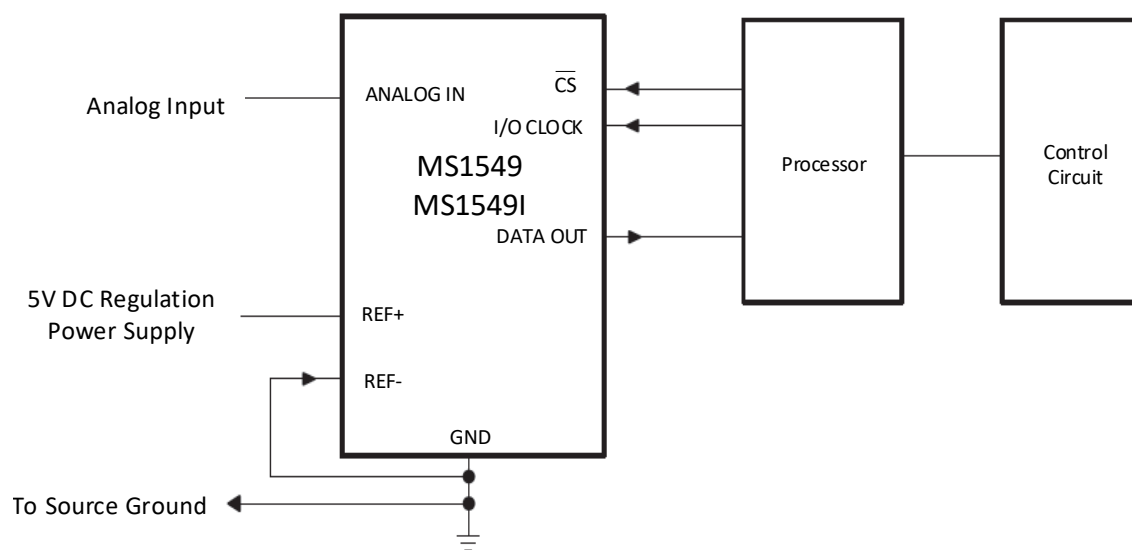 Analog Input
5V DC Regulation
Power Supply
To Source Ground
ANALOG IN
CS
I/O CLOCK
MS1549
MS1549I
DATA OUT
REF+
REF-
GND
Processor
Control
Circuit